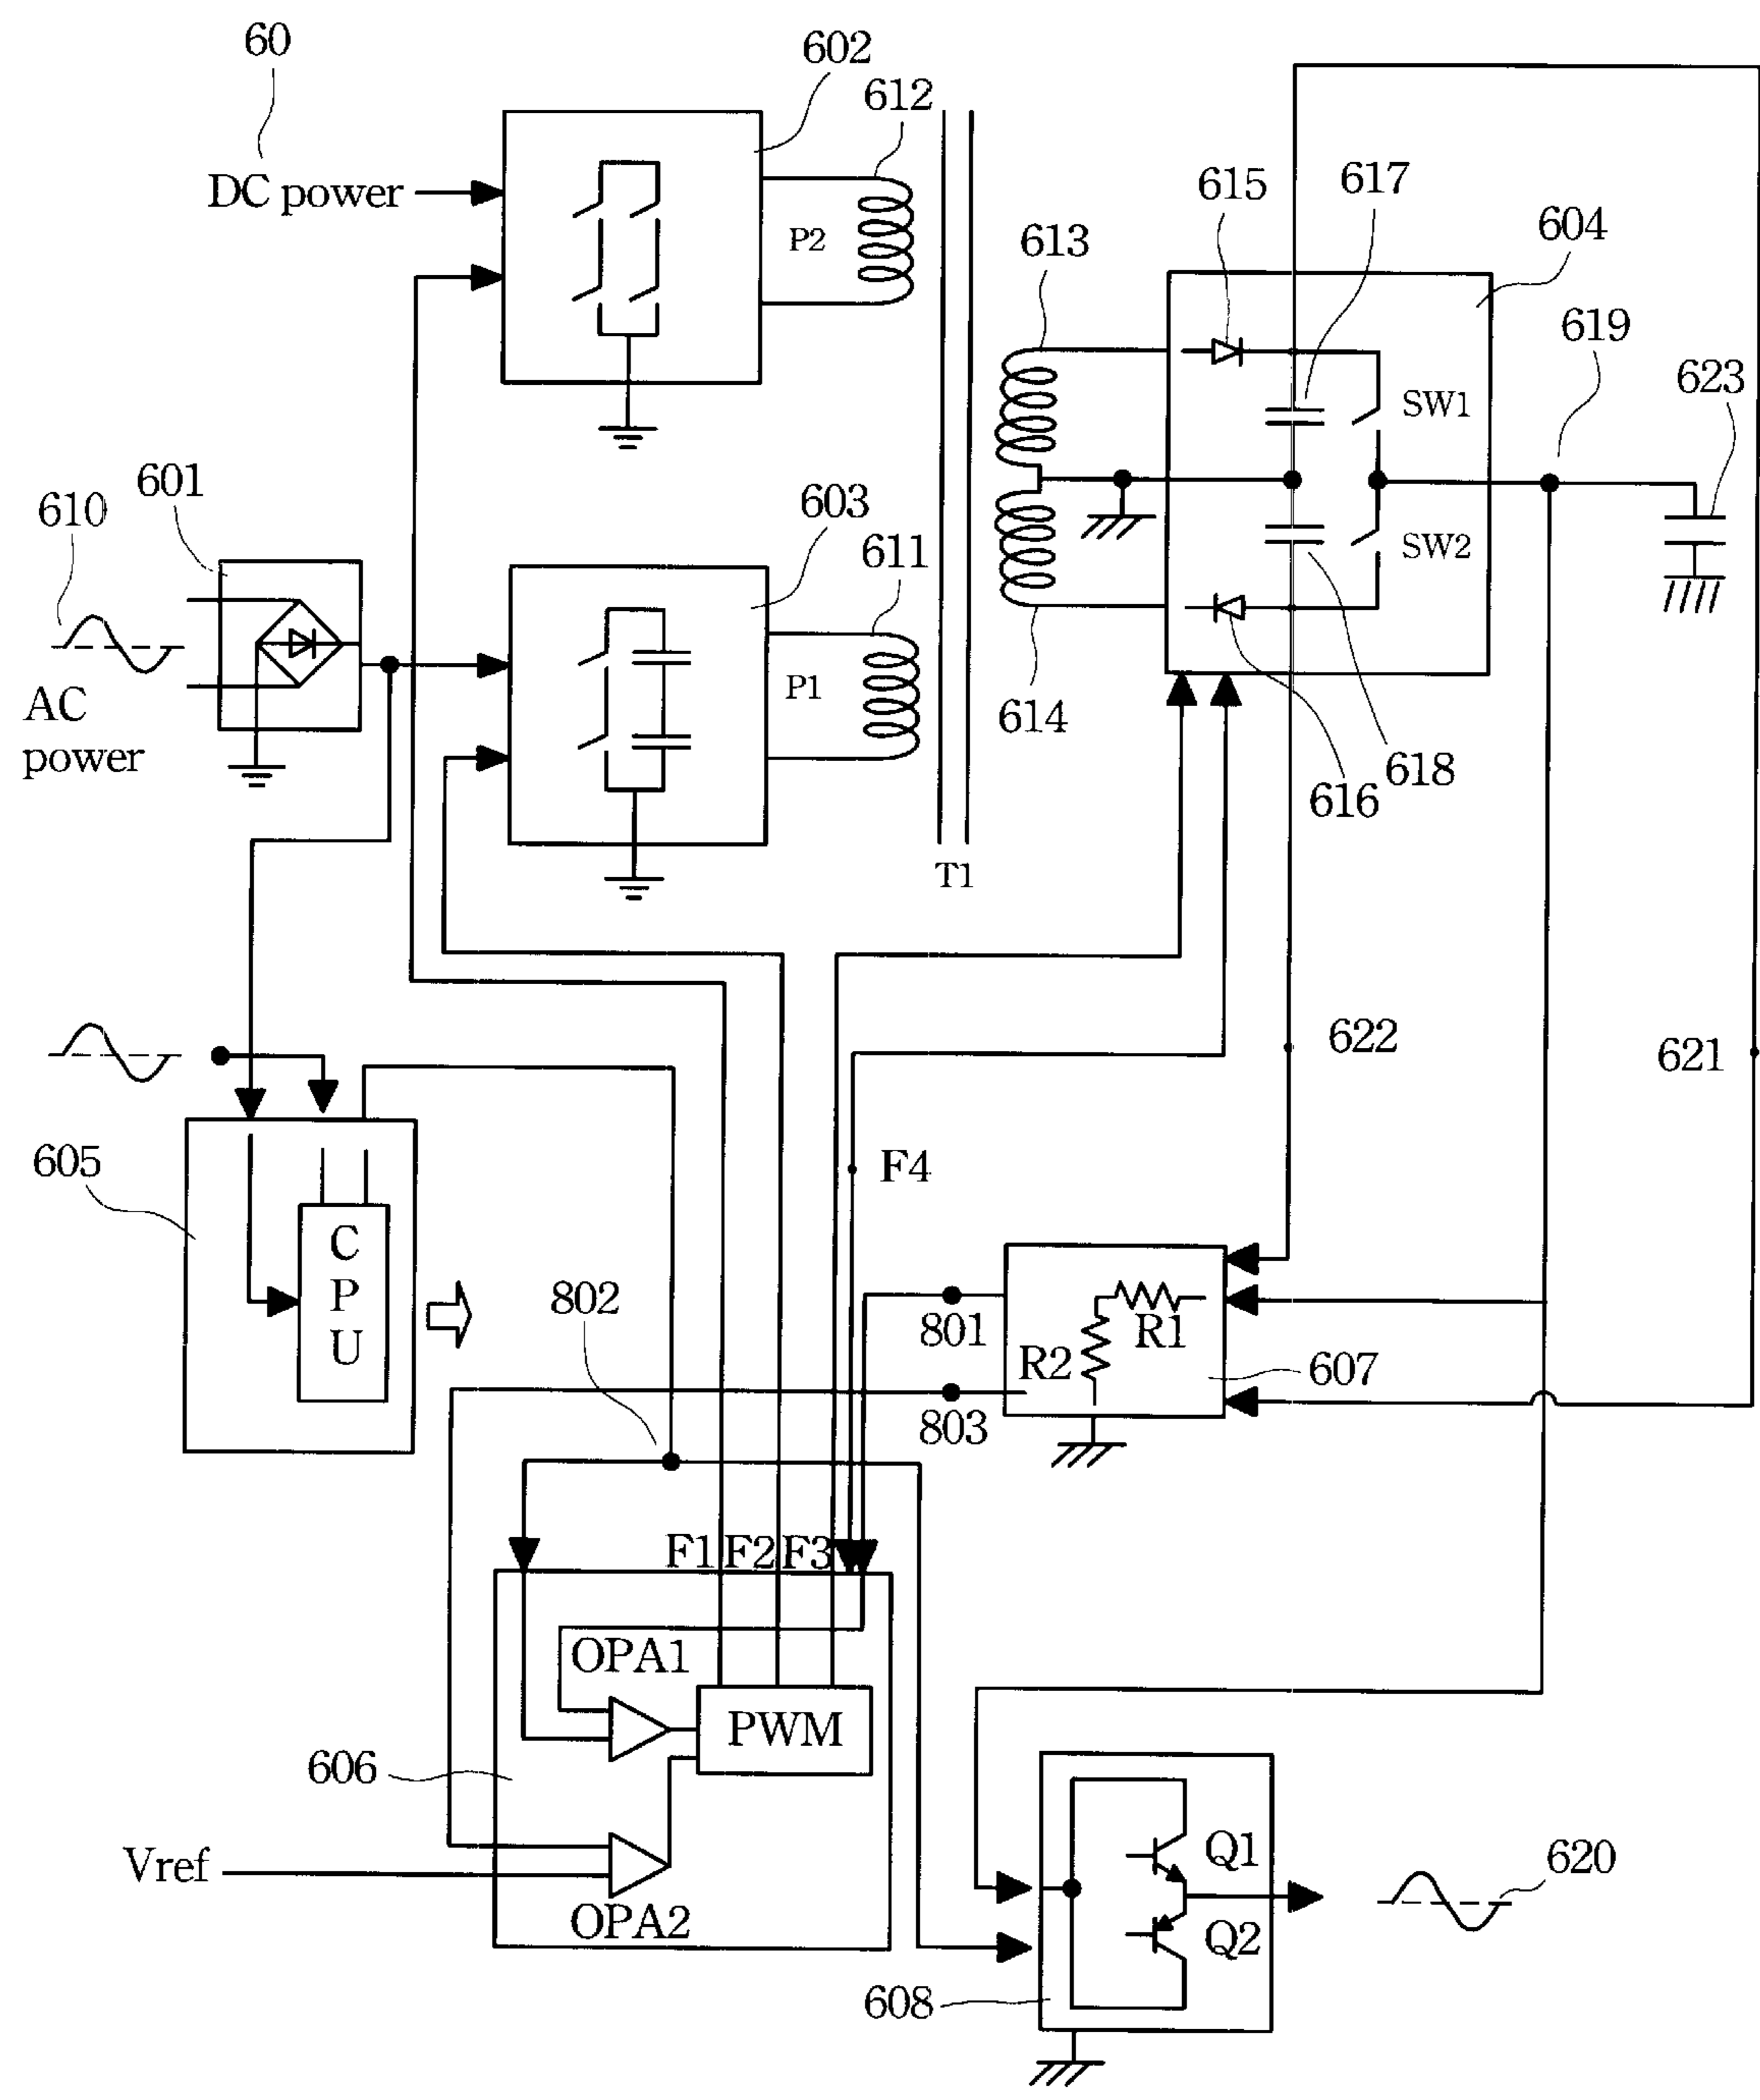 60
602
612
DC power
P2
615
617
613
604
619
623
SW1
601
610
603
611
SW2
P1
AC
power
614
618
616
T1
622
621
605
F4
C
P
U
802
801
R1
R2
607
803
F1
F2
F3
OPA1
PWM
606
Vref
OPA2
Q1
620
Q2
608